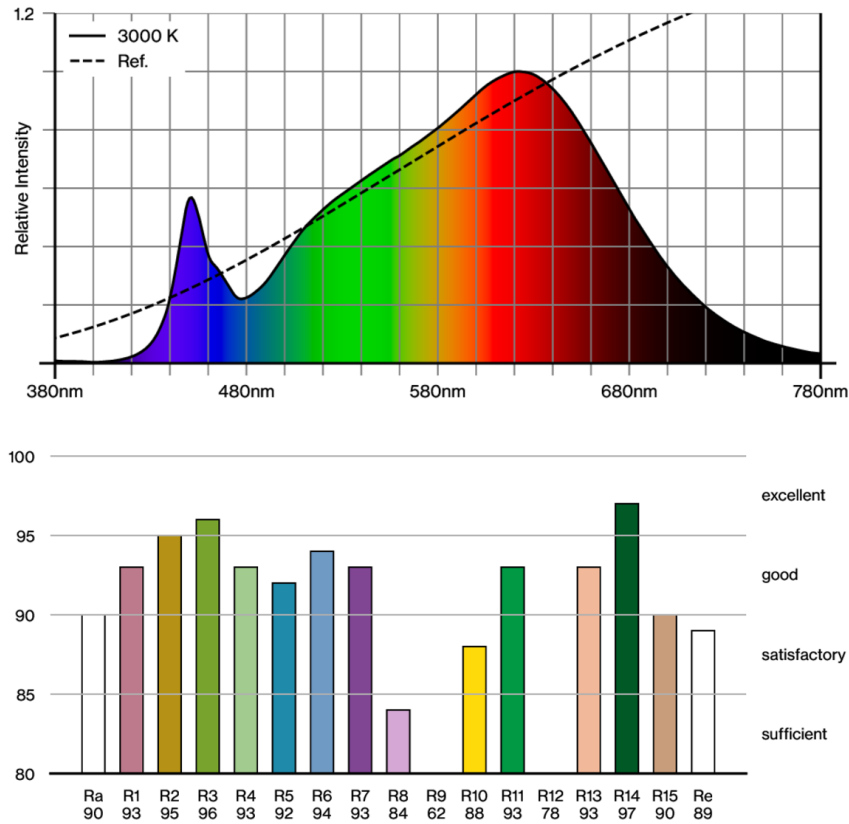 1.2
3000 K
Ref.
Relative Intensity
380nm 480nm 580nm 680nm 780nm
100
excellent
95
good
90
satisfactory
85
sufficient
80
Ra R1 R2 R3 R4 R5 R6 R7 R8 R9 R10 R11 R12 R13 R14 R15 Re
90 93 95 96 93 92 94 93 84 62 88 93 78 93 97 90 89